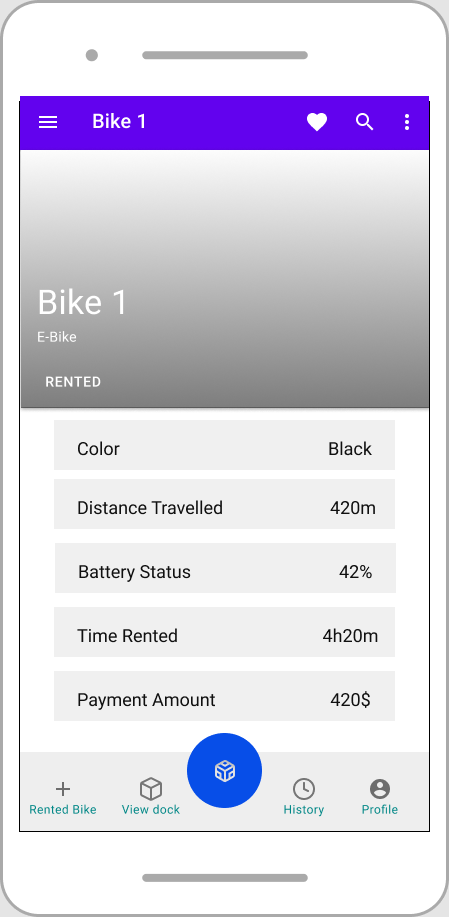 Bike 1
Bike 1
E-Bike
RENTED
Color Black
Distance Travelled 420m
Battery Status 42%
Time Rented 4h20m
Payment Amount 420$
Rented Bike View dock History Profile